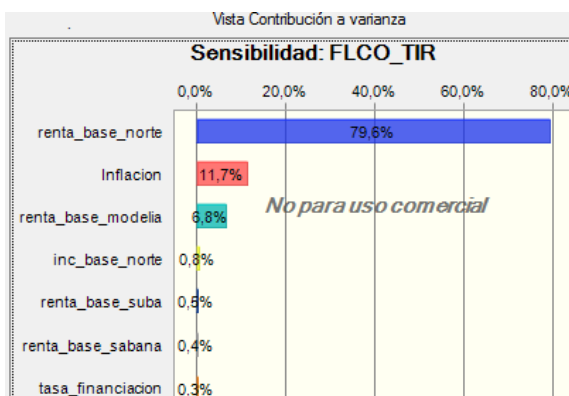 Vista Contribución a varianza
Sensibilidad: FLCO_TIR
0,0% 20,0% 40,0% 60,0% 80,0%
renta_base_norte 79,6%
Inflacion 11,7%
No para uso comercial
renta_base_modelia 6,8%
inc_base_norte 0,8%
renta_base_suba 0,5%
renta_base_sabana 0,4%
tasa_financiacion 0,3%